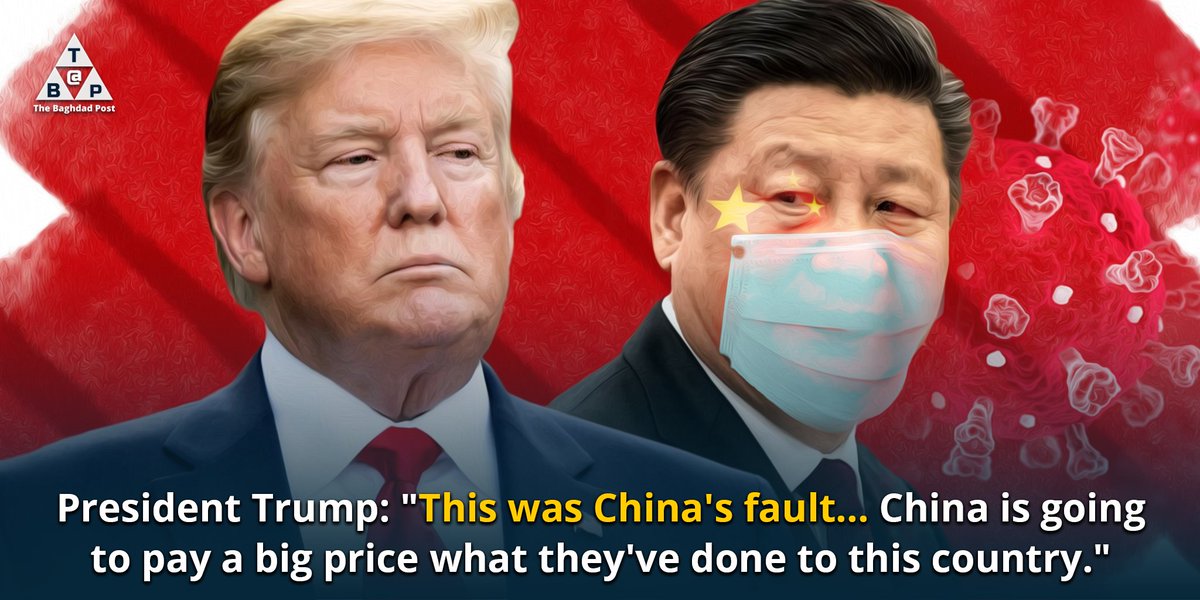 T
@
B P
The Baghdad Post
President Trump: "This was China's fault... China is going
to pay a big price what they've done to this country."